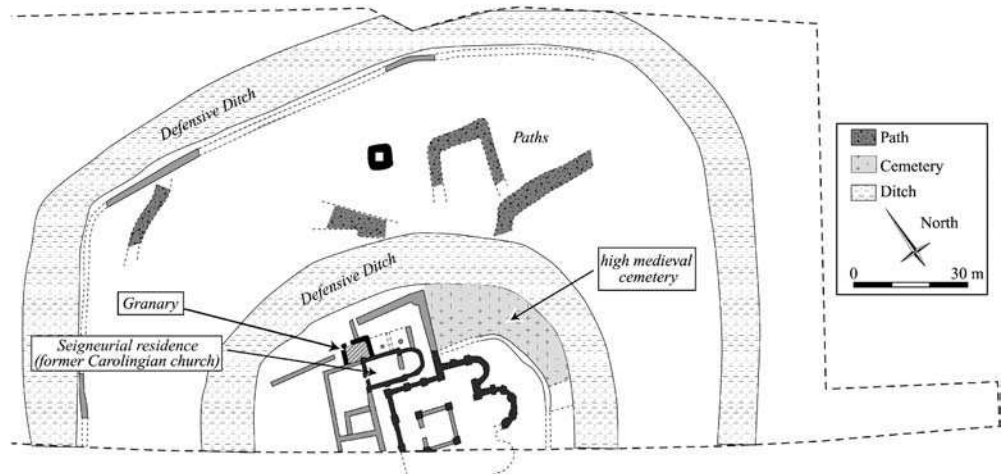 Defensive Ditch
Paths
Defensive Ditch
high medieval
cemetery
Granary
Seigneurial residence
(former Carolingian church)
Path
Cemetery
Ditch
North
0 30 m